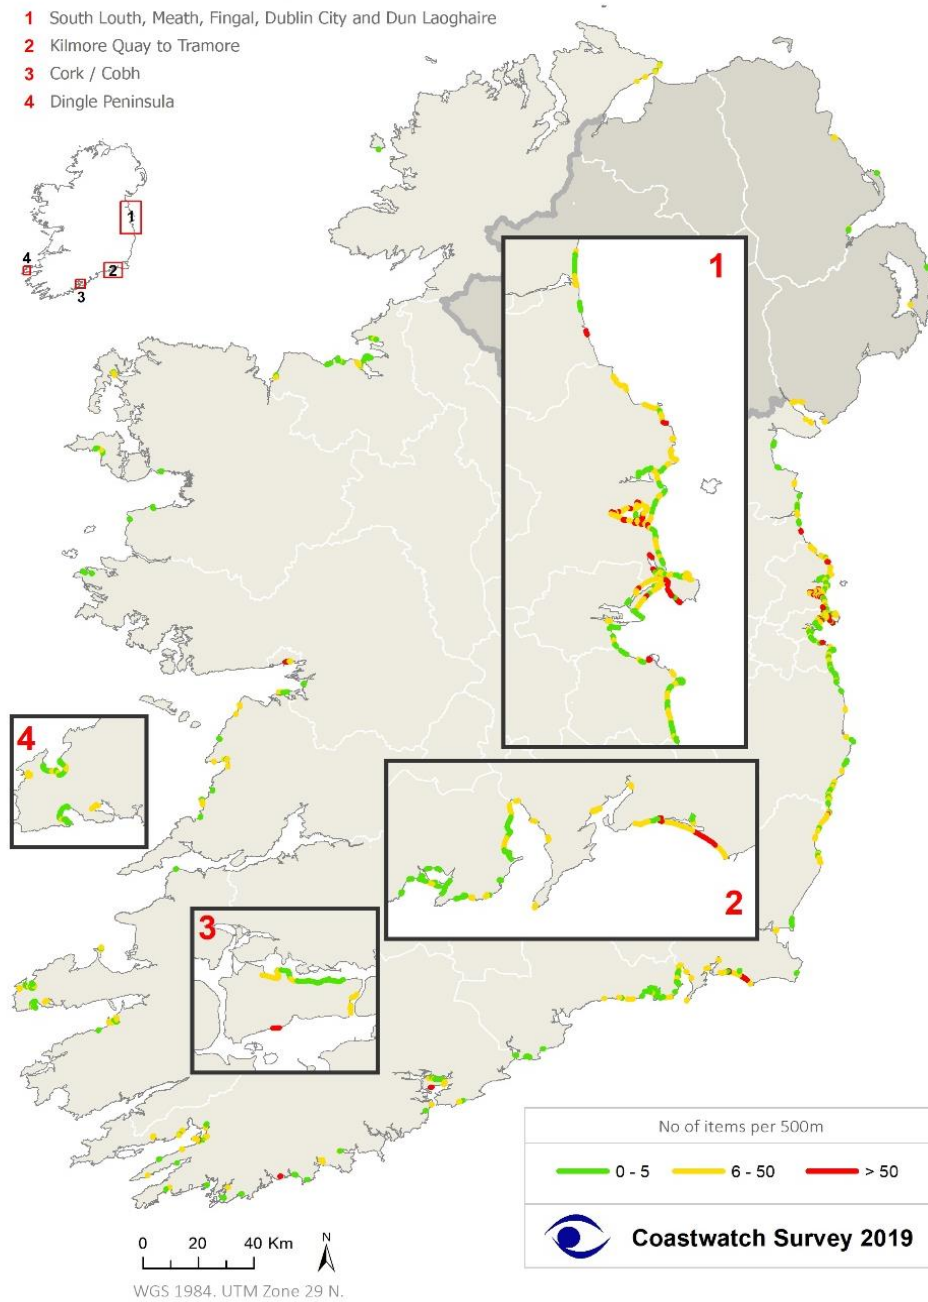 1 South Louth, Meath, Fingal, Dublin City and Dun Laoghaire
2 Kilmore Quay to Tramore
3 Cork / Cobh
4 Dingle Peninsula
1
4
2
3
1
4
2
3
No of items per 500m
0 - 5 6 - 50 > 50
Coastwatch Survey 2019
0 20 40 Km N
WGS 1984. UTM Zone 29 N.